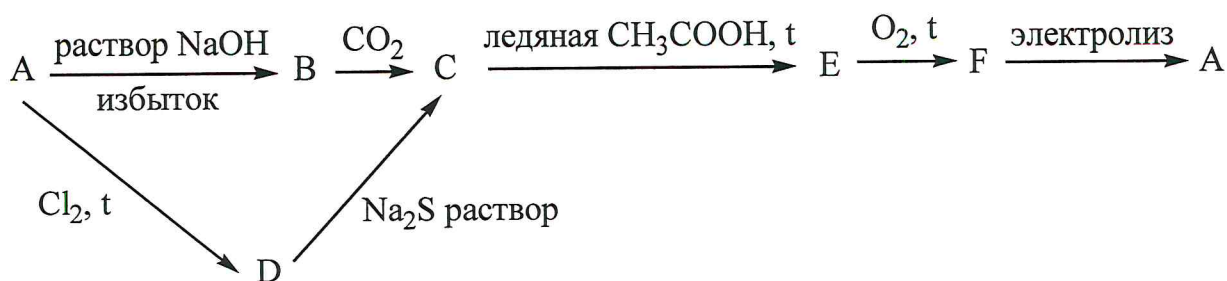 A раствор NaOH избыток B CO₂ C ледяная CH₃COOH, t E O₂, t F электролиз A
Cl₂, t Na₂S раствор
D